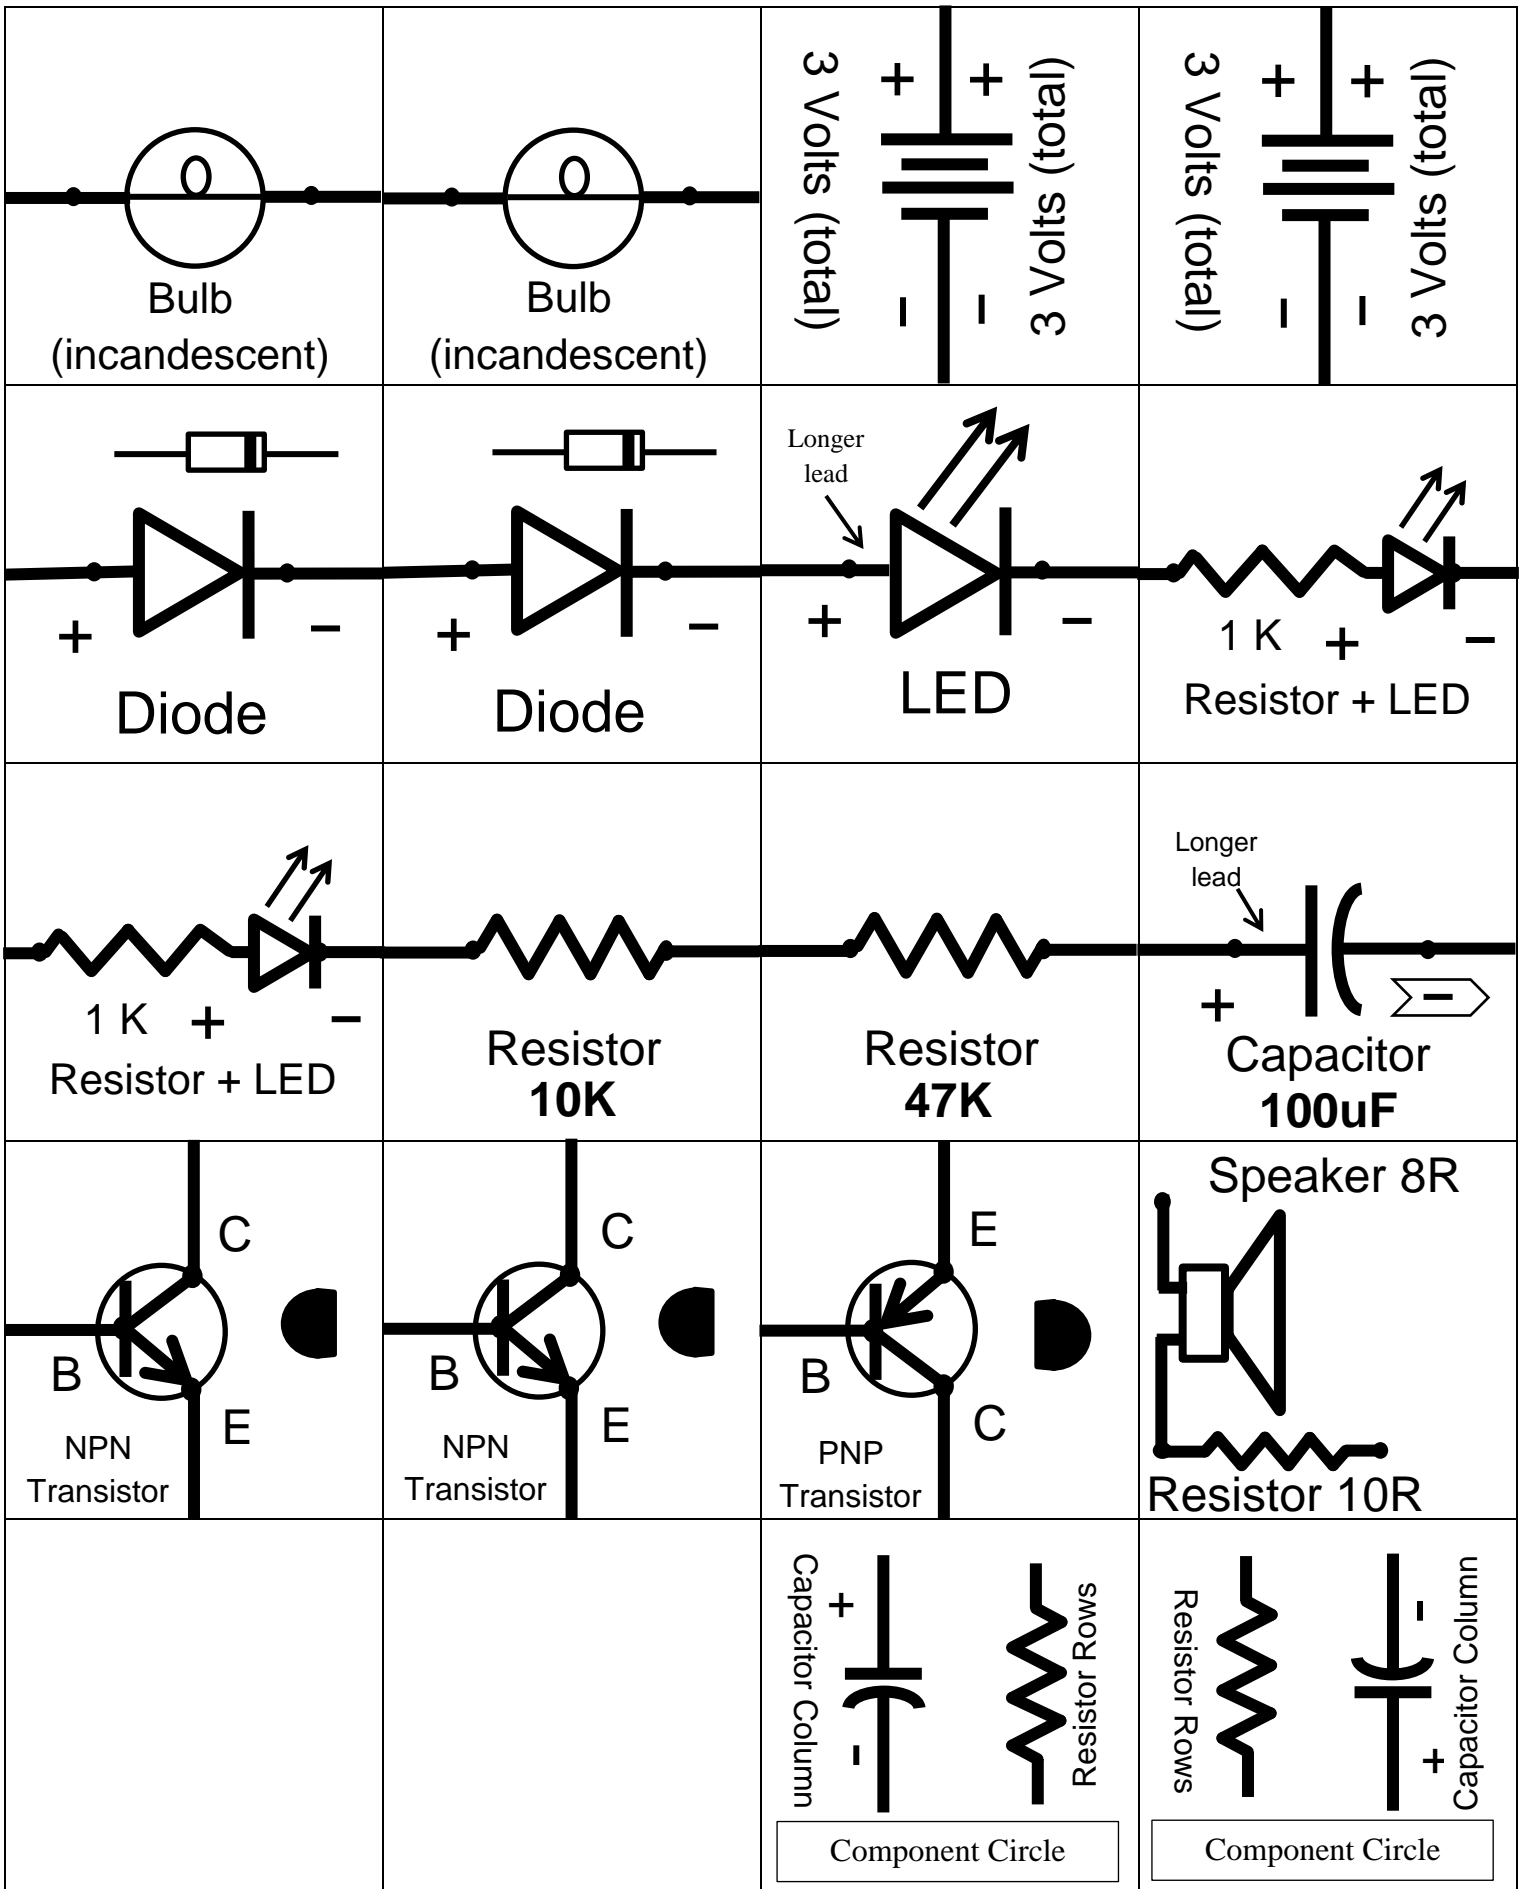 Bulb
(incandescent)
Bulb
(incandescent)
3 Volts (total)
+ +
- -
3 Volts (total)
3 Volts (total)
+ +
- -
3 Volts (total)
+ -
Diode
+ -
Diode
Longer
lead
+ -
LED
1 K + -
Resistor + LED
1 K + -
Resistor + LED
Resistor
10K
Resistor
47K
Longer
lead
+ -
Capacitor
100uF
C
B
E
NPN
Transistor
C
B
E
NPN
Transistor
E
B
C
PNP
Transistor
Speaker 8R
Resistor 10R
Capacitor Column
+
-
Resistor Rows
Component Circle
Resistor Rows
-
+
Capacitor Column
Component Circle